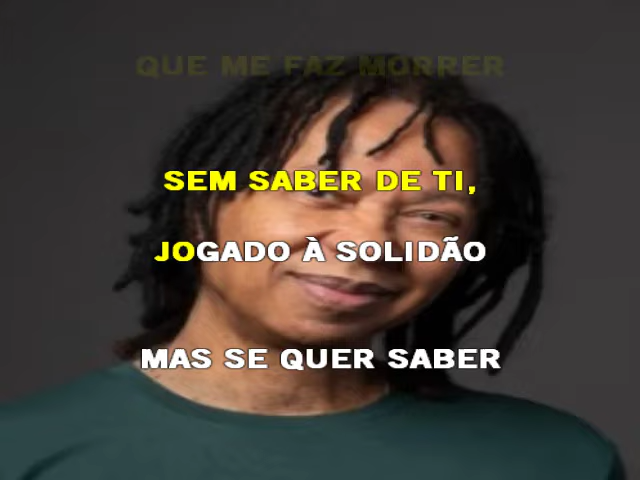 QUE ME FAZ MORRER
SEM SABER DE TI,
JOGADO À SOLIDÃO
MAS SE QUER SABER